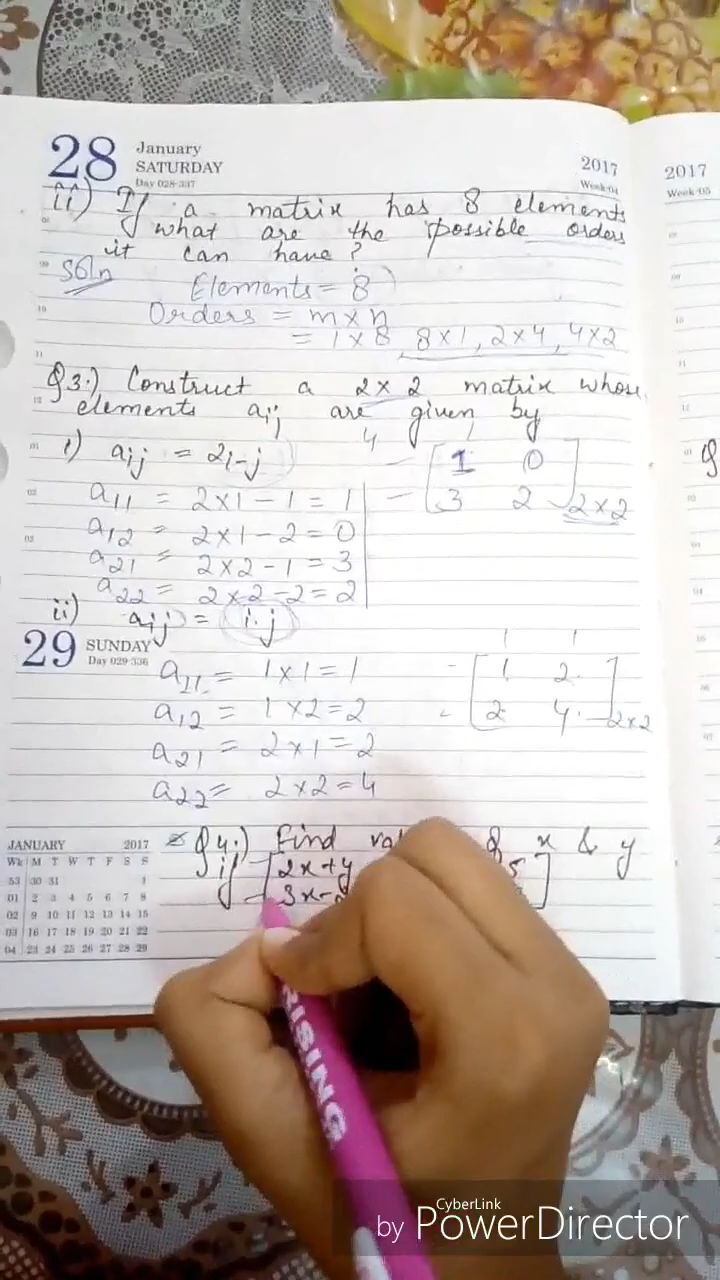 28 January
SATURDAY
Day 028-337
2017
Week-04
2017
Week-05
ii) If a matrix has 8 elements
what are the possible orders
it can have?
Soln Elements = 8
Orders = m×n
= 1×8, 8×1, 2×4, 4×2
Q3.) Construct a 2×2 matrix whose
elements aij are given by
i) aij = 2i-j
a11 = 2×1-1 = 1
a12 = 2×1-2=0
a21 = 2×2-1=3
a22 = 2×2-2=2
[1 0
3 2]2×2
ii) aij = i.j
29 SUNDAY
Day 029-336
a11 = 1×1=1
a12 = 1×2=2
a21 = 2×1=2
a22= 2×2=4
[1 2
2 4]2×2
Q4.) Find of x & y
if [2x+y 5
3x-
JANUARY 2017
Wk M T W T F S S
53 30 31 1
01 2 3 4 5 6 7 8
02 9 10 11 12 13 14 15
03 16 17 18 19 20 21 22
04 23 24 25 26 27 28 29
RISING
CyberLink
by PowerDirector